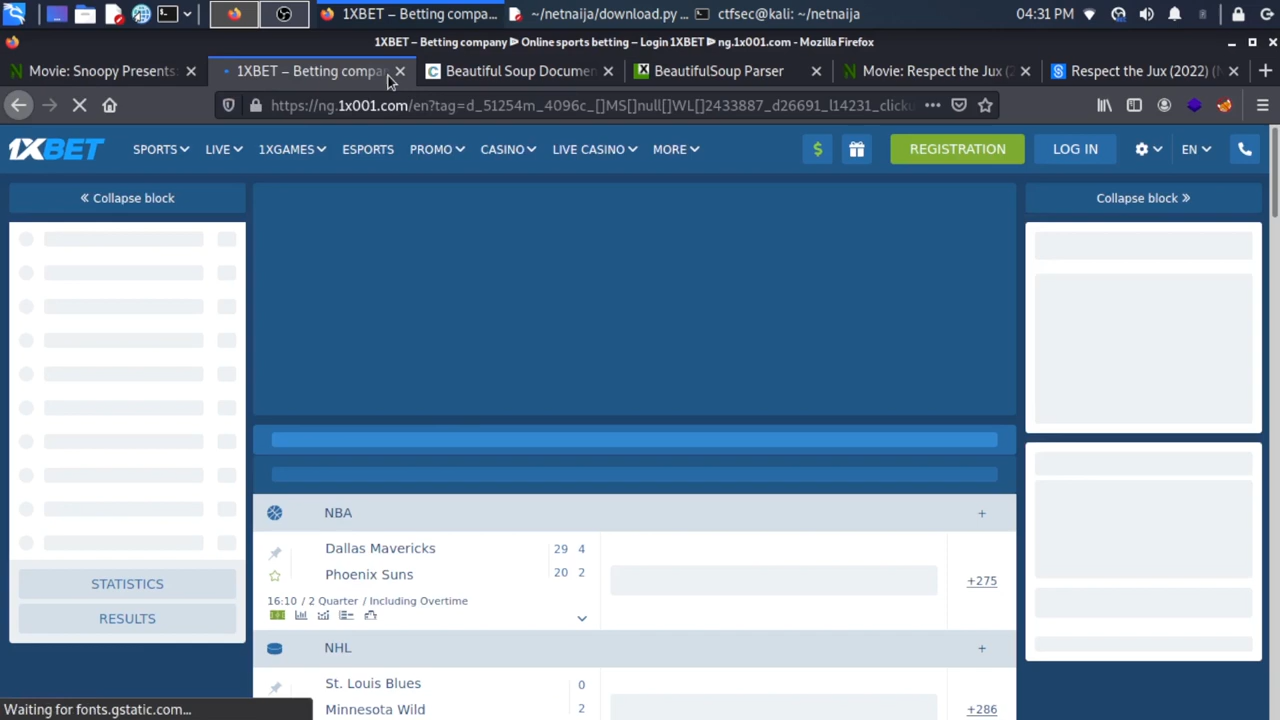 1XBET – Betting compa...
~/netnaija/download.py ...
ctfsec@kali: ~/netnaija
04:31 PM
1XBET – Betting company ᐉ Online sports betting – Login 1XBET ᐉ ng.1x001.com - Mozilla Firefox
Movie: Snoopy Presents:
1XBET – Betting compa
Beautiful Soup Documen
BeautifulSoup Parser
Movie: Respect the Jux (2
Respect the Jux (2022) (N
https://ng.1x001.com/en?tag=d_51254m_4096c_[]MS[]null[]WL[]2433887_d26691_l14231_clicku
1XBET
SPORTS
LIVE
1XGAMES
ESPORTS
PROMO
CASINO
LIVE CASINO
MORE
$
REGISTRATION
LOG IN
EN
Collapse block
Collapse block
NBA
+
Dallas Mavericks 29 4
Phoenix Suns 20 2
+275
16:10 / 2 Quarter / Including Overtime
STATISTICS
RESULTS
NHL
+
St. Louis Blues 0
Minnesota Wild 2
+286
Waiting for fonts.gstatic.com...